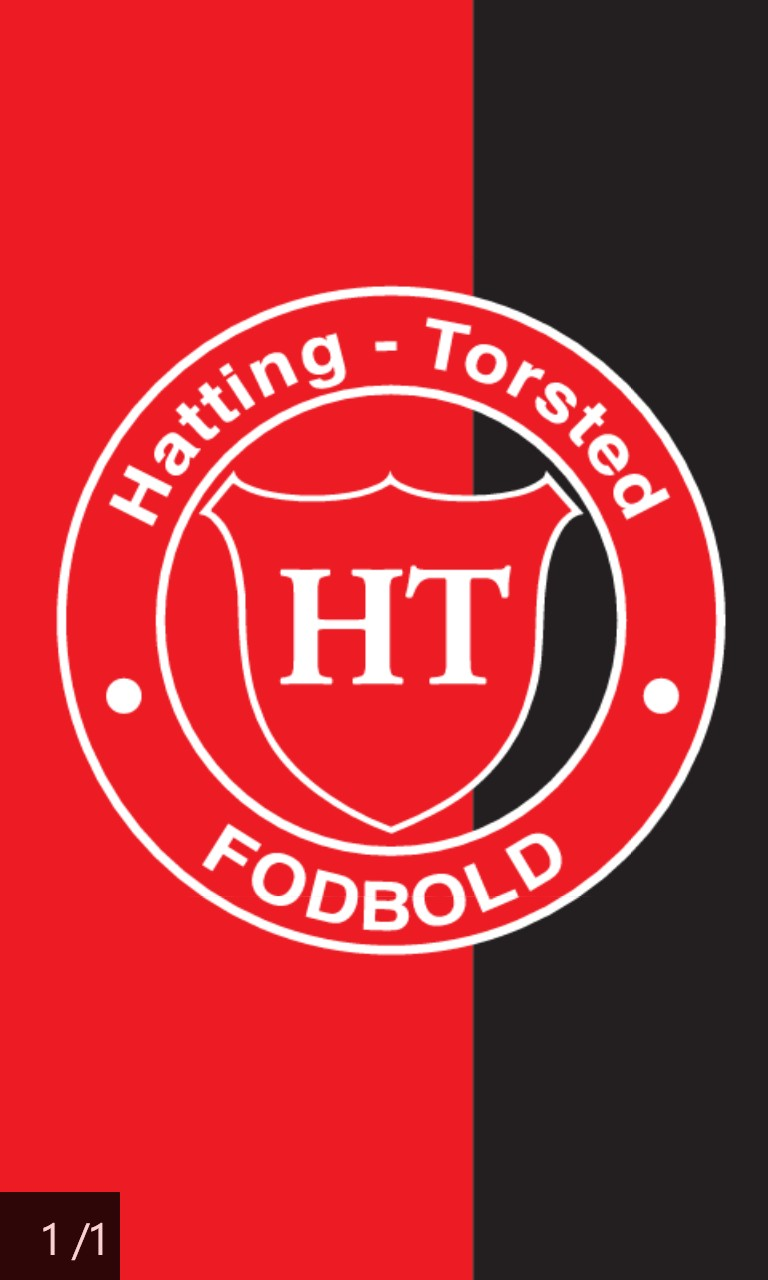 Hatting - Torsted
HT
FODBOLD
1 /1